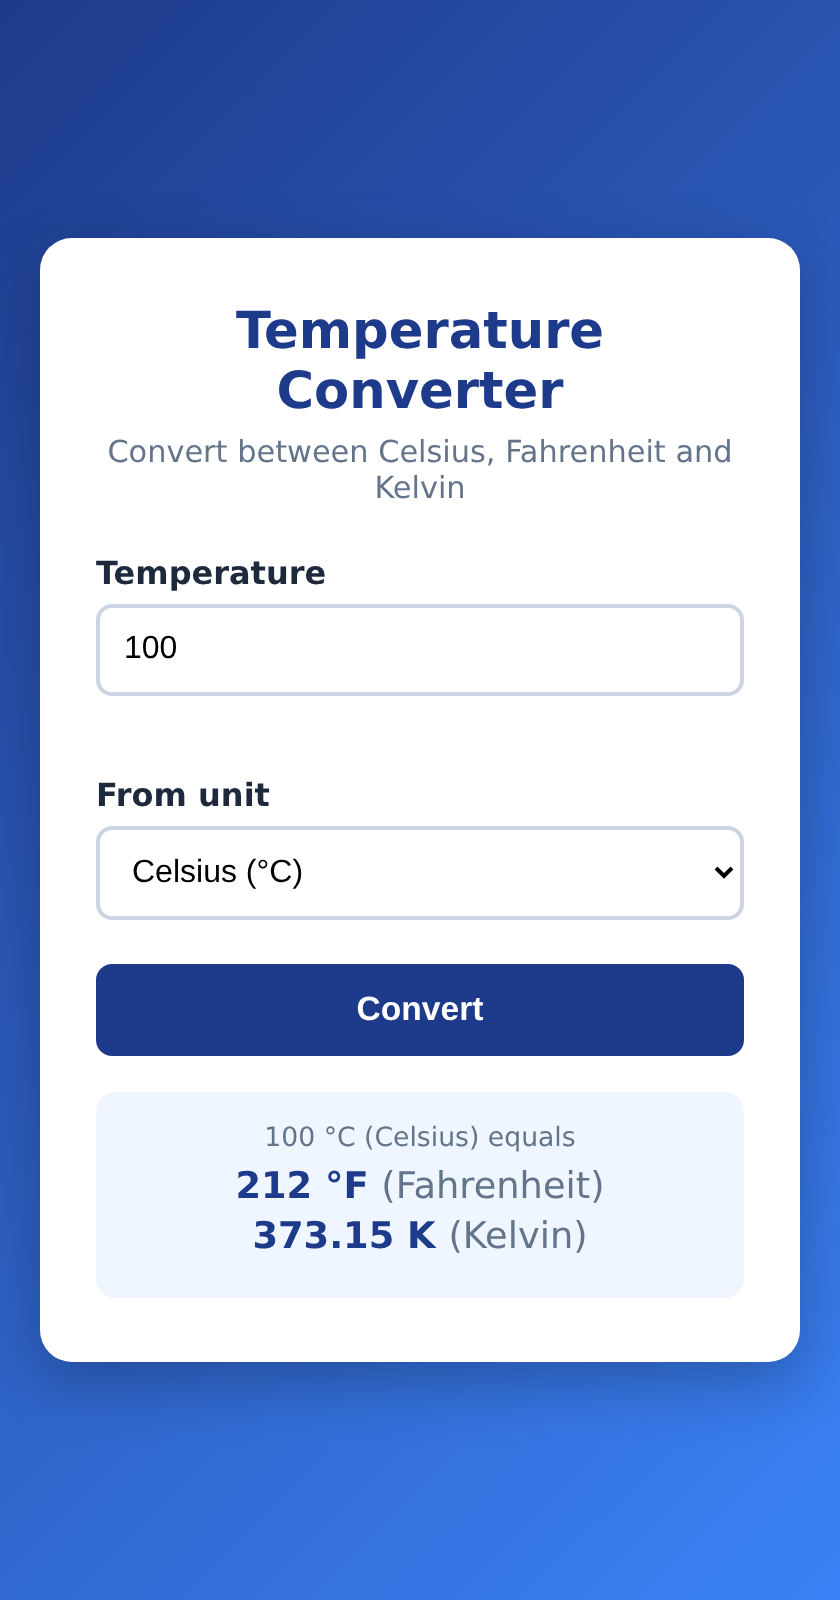 Temperature
Converter
Convert between Celsius, Fahrenheit and
Kelvin
Temperature
100
From unit
Celsius (°C)
Convert
100 °C (Celsius) equals
212 °F (Fahrenheit)
373.15 K (Kelvin)